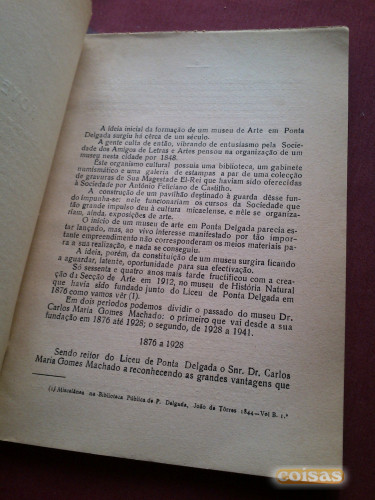 A ideia inicial da formação de um museu de Arte em Ponta
Delgada surgiu há cêrca de um século.
A gente culta de então, vibrando de entusiasmo pela Socie-
dade dos Amigos de Letras e Artes pensou na organização de um
museu nesta cidade por 1848.
Este organismo cultural possuia uma biblioteca, um gabinete
numismático e uma galeria de estampas a par de uma colecção
de gravuras de Sua Magestade El-Rei que haviam sido oferecidas
à Sociedade por António Feliciano de Castilho.
A construção de um pavilhão destinado à guarda dêsse fun-
do impunha-se: nele funcionariam os cursos da Sociedade que
tão grande impulso deu à cultura micaelense, e nêle se organiza-
riam, ainda, exposições de arte.
O início de um museu de arte em Ponta Delgada parecia es-
tar lançado, mas, ao vivo interesse manifestado por tão impor-
tante empreendimento não corresponderam os meios materiais pa-
ra a sua realização, e nada se conseguiu.
A ideia, porém, da constituição de um museu surgira ficando
a aguardar, latente, oportunidade para sua efectivação.
Só sessenta e quatro anos mais tarde frutificou com a crea-
ção da Secção de Arte em 1912, no museu de História Natural
que havia sido fundado junto do Liceu de Ponta Delgada em
1876 como vamos vêr (1).
Em dois períodos podemos dividir o passado do museu Dr.
Carlos Maria Gomes Machado: o primeiro que vai desde a sua
fundação em 1876 até 1928; o segundo, de 1928 a 1941.
1876 a 1928
Sendo reitor do Liceu de Ponta Delgada o Snr. Dr. Carlos
Maria Gomes Machado a reconhecendo as grandes vantagens que
(1) Miscelânea na Biblioteca Pública de P. Delgada, João de Tôrres 1844—Vol E. 1.º
coisas